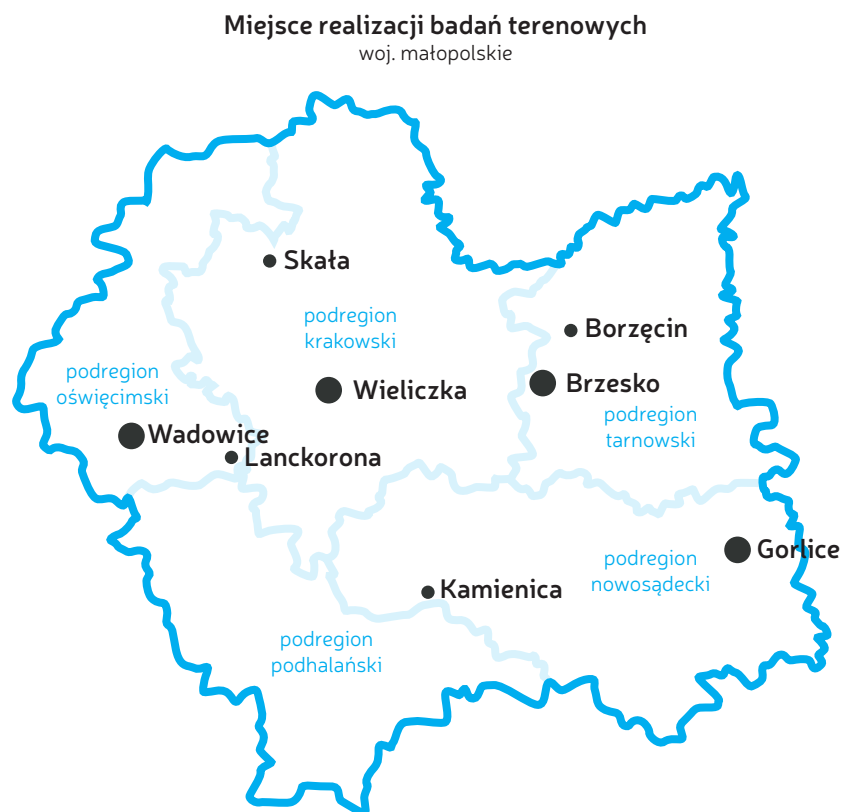 Miejsce realizacji badań terenowych
woj. małopolskie
Skała
podregion
krakowski
Borzęcin
podregion
oświęcimski
Wieliczka
Brzesko
podregion
tarnowski
Wadowice
Lanckorona
Gorlice
podregion
nowosądecki
Kamienica
podregion
podhalański